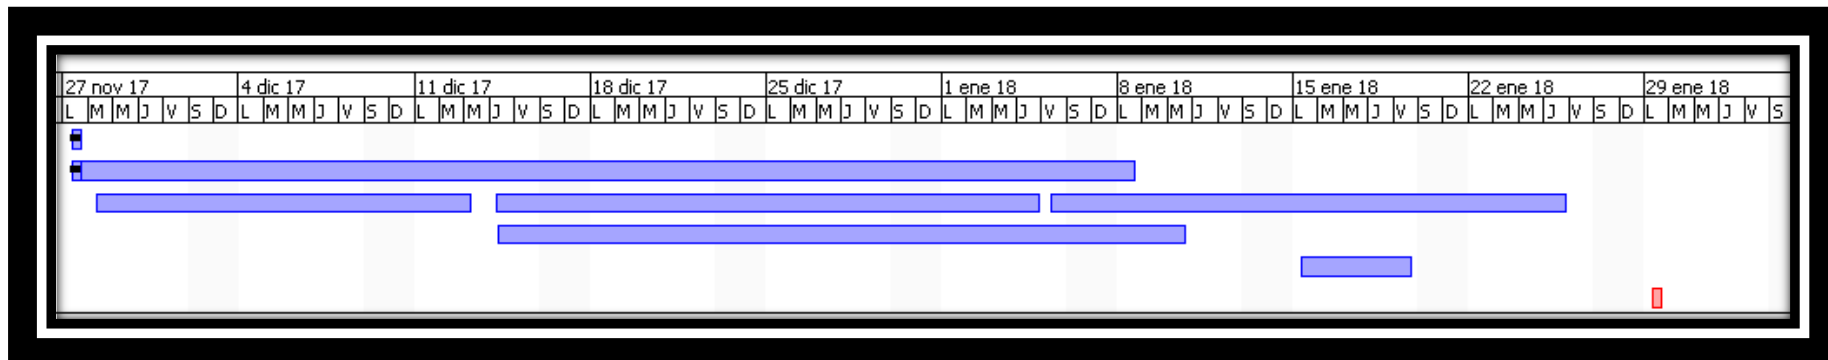 27 nov 17 4 dic 17 11 dic 17 18 dic 17 25 dic 17 1 ene 18 8 ene 18 15 ene 18 22 ene 18 29 ene 18
L M M J V S D L M M J V S D L M M J V S D L M M J V S D L M M J V S D L M M J V S D L M M J V S D L M M J V S D L M M J V S D L M M J V S